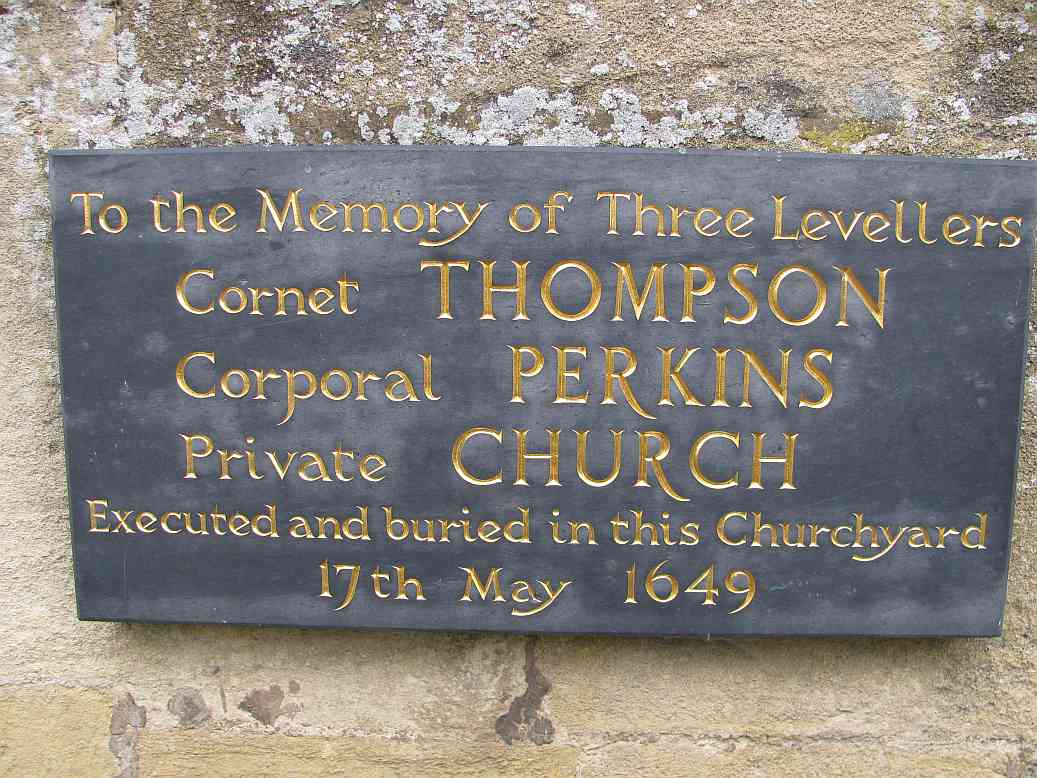 To the Memory of Three Levellers
Cornet THOMPSON
Corporal PERKINS
Private CHURCH
Executed and buried in this Churchyard
17th May 1649